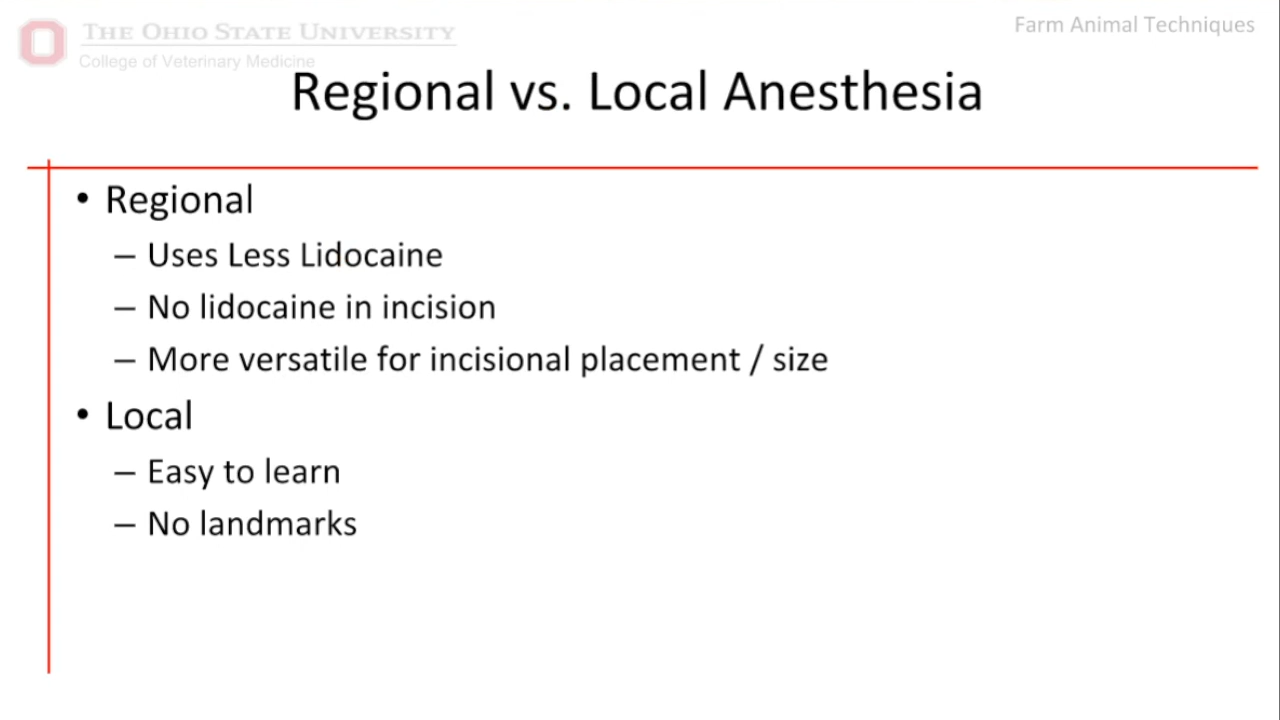 THE OHIO STATE UNIVERSITY
College of Veterinary Medicine
Farm Animal Techniques
Regional vs. Local Anesthesia
• Regional
– Uses Less Lidocaine
– No lidocaine in incision
– More versatile for incisional placement / size
• Local
– Easy to learn
– No landmarks